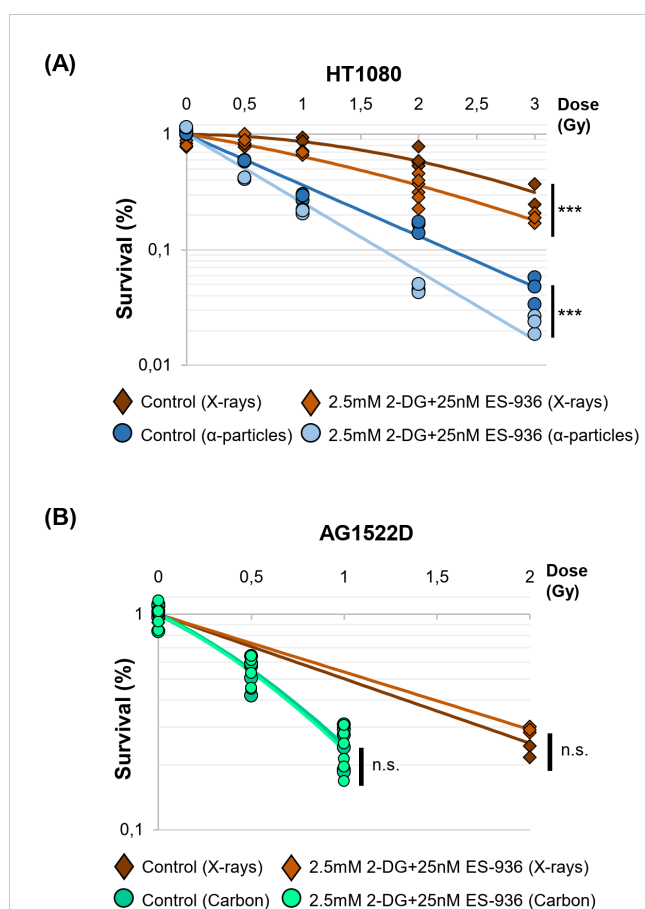 (A)
HT1080
0 0,5 1 1,5 2 2,5 3 Dose
(Gy)
1
0,1
0,01
Survival (%)
***
***
Control (X-rays) 2.5mM 2-DG+25nM ES-936 (X-rays)
Control (α-particles) 2.5mM 2-DG+25nM ES-936 (α-particles)
(B)
AG1522D
0 0,5 1 1,5 2 Dose
(Gy)
1
0,1
Survival (%)
n.s.
n.s.
Control (X-rays) 2.5mM 2-DG+25nM ES-936 (X-rays)
Control (Carbon) 2.5mM 2-DG+25nM ES-936 (Carbon)